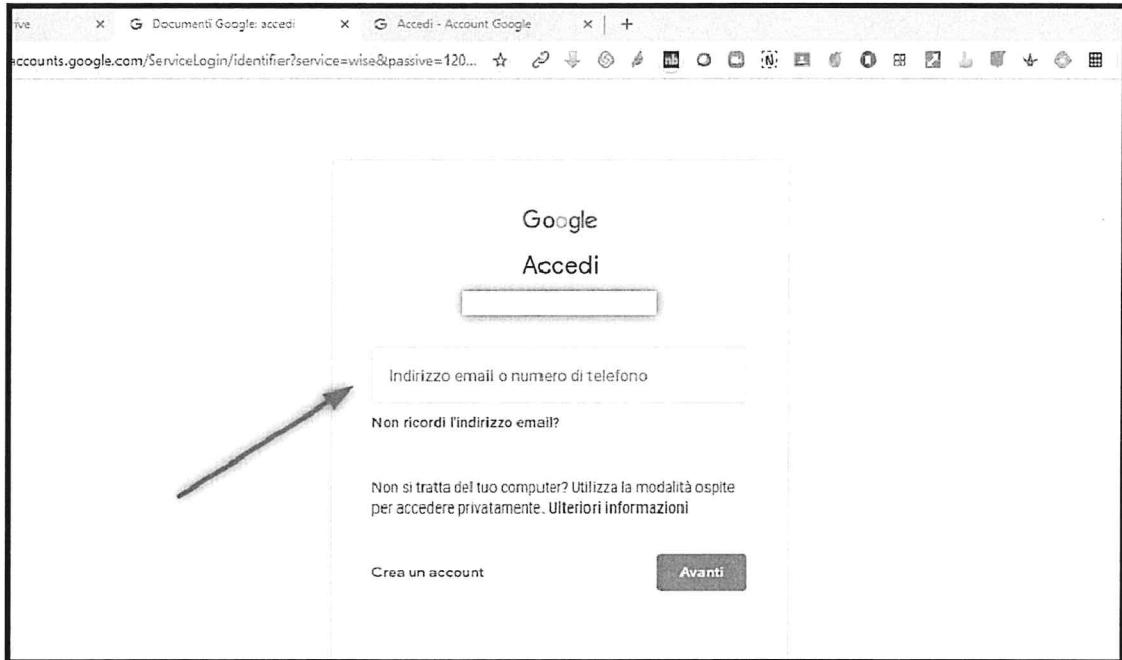 ive
Documenti Google: accedi
Accedi - Account Google
accounts.google.com/ServiceLogin/identifier?service=wise&passive=120...
nb
N
Google
Accedi
Indirizzo email o numero di telefono
Non ricordi l'indirizzo email?
Non si tratta del tuo computer? Utilizza la modalità ospite
per accedere privatamente. Ulteriori informazioni
Crea un account
Avanti